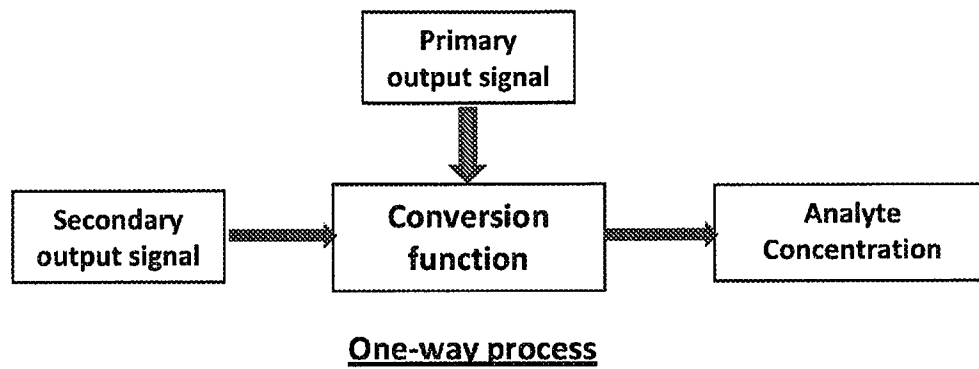 Primary
output signal
Secondary
output signal
Conversion
function
Analyte
Concentration
One-way process